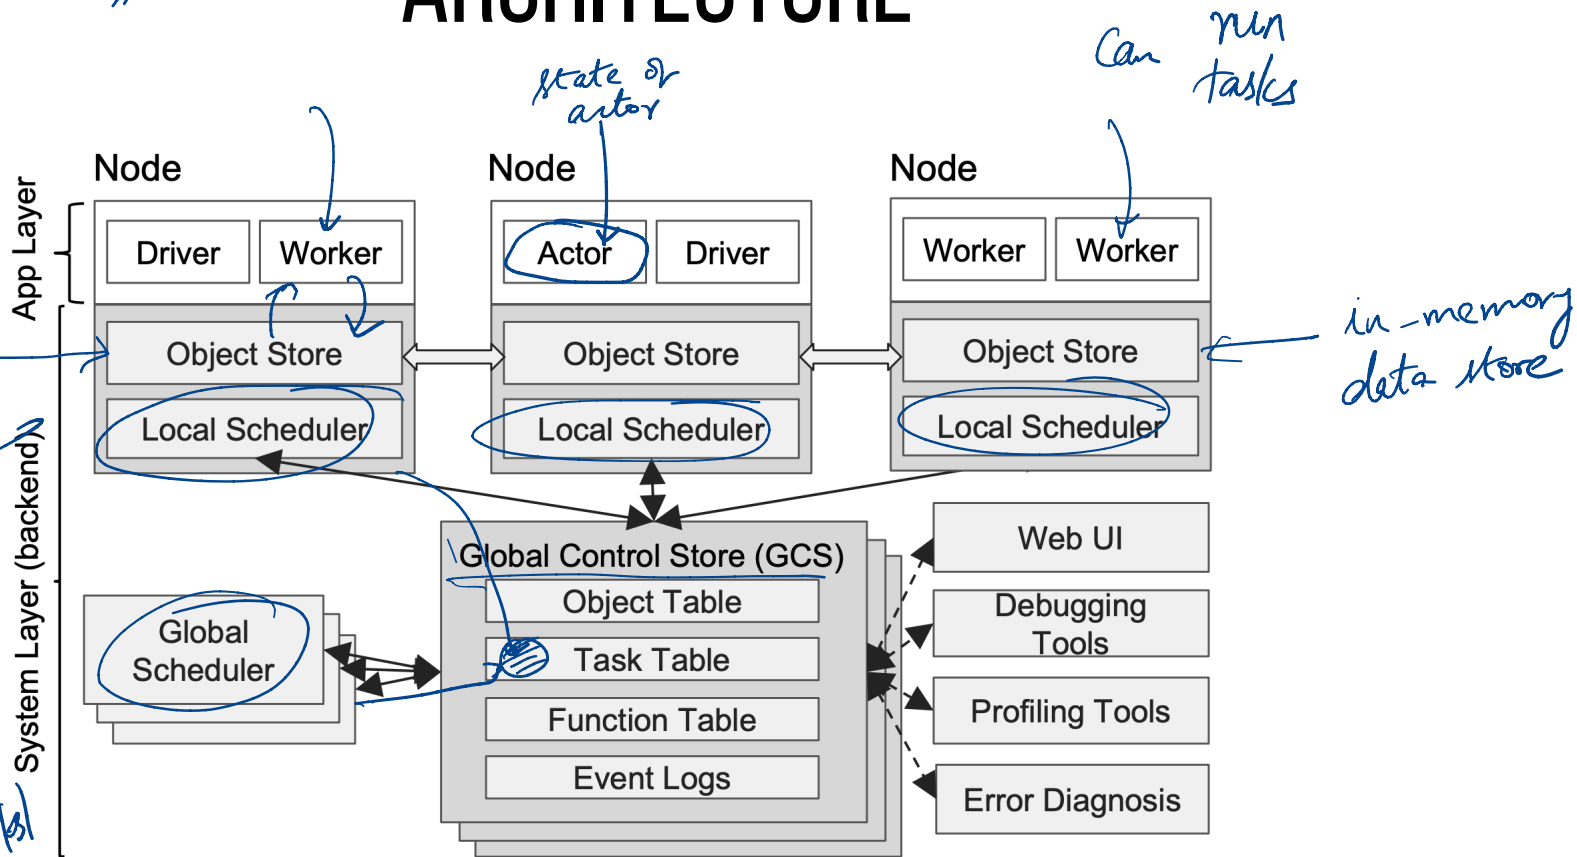 ARCHITECTURE
Can run
tasks
state of
actor
Node
Node
Node
App Layer
Driver
Worker
Actor
Driver
Worker
Worker
Object Store
Object Store
Object Store
in-memory
data store
Local Scheduler
Local Scheduler
Local Scheduler
System Layer (backend)
Global Control Store (GCS)
Object Table
Task Table
Function Table
Event Logs
Global
Scheduler
Web UI
Debugging
Tools
Profiling Tools
Error Diagnosis